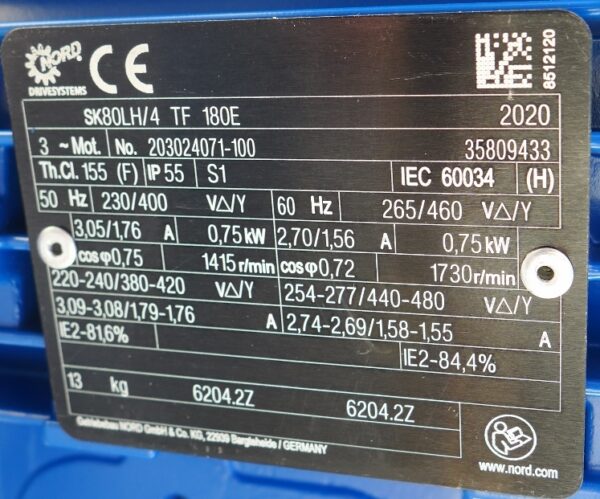 NORD
DRIVESYSTEMS
CE
8512120
SK80LH/4 TF 180E 2020
3 ~Mot. No. 203024071-100 35809433
Th.Cl. 155 (F) IP 55 S1 IEC 60034 (H)
50 Hz 230/400 V△/Y 60 Hz 265/460 V△/Y
3,05/1,76 A 0,75 kW 2,70/1,56 A 0,75 kW
cosφ 0,75 1415 r/min cosφ 0,72 1730 r/min
220-240/380-420 V△/Y 254-277/440-480 V△/Y
3,09-3,08/1,79-1,76 A 2,74-2,69/1,58-1,55 A
IE2-81,6% IE2-84,4%
13 kg 6204.2Z 6204.2Z
Getriebebau NORD GmbH & Co. KG, 22939 Bargteheide / GERMANY
www.nord.com